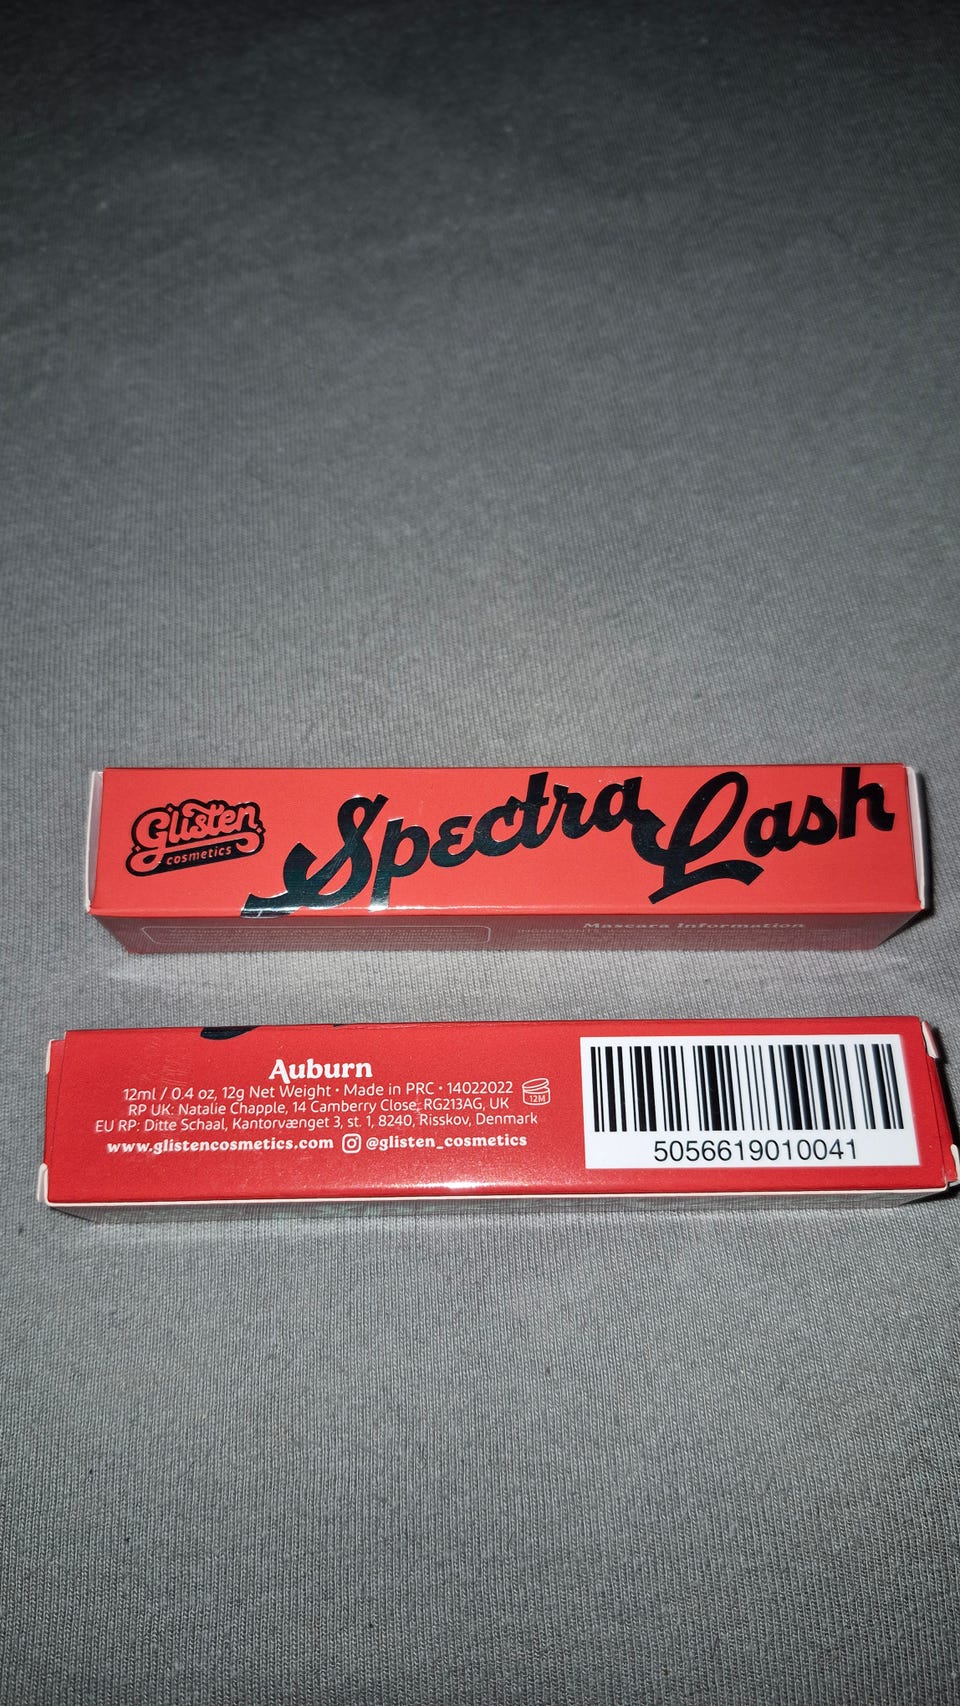 Glisten
cosmetics
Spectra Lash
Mascara Information
Auburn
12ml / 0.4 oz, 12g Net Weight • Made in PRC • 14022022
12M
RP UK: Natalie Chapple, 14 Camberry Close, RG213AG, UK
EU RP: Ditte Schaal, Kantorvænget 3, st. 1, 8240, Risskov, Denmark
www.glistencosmetics.com @glisten_cosmetics
5056619010041